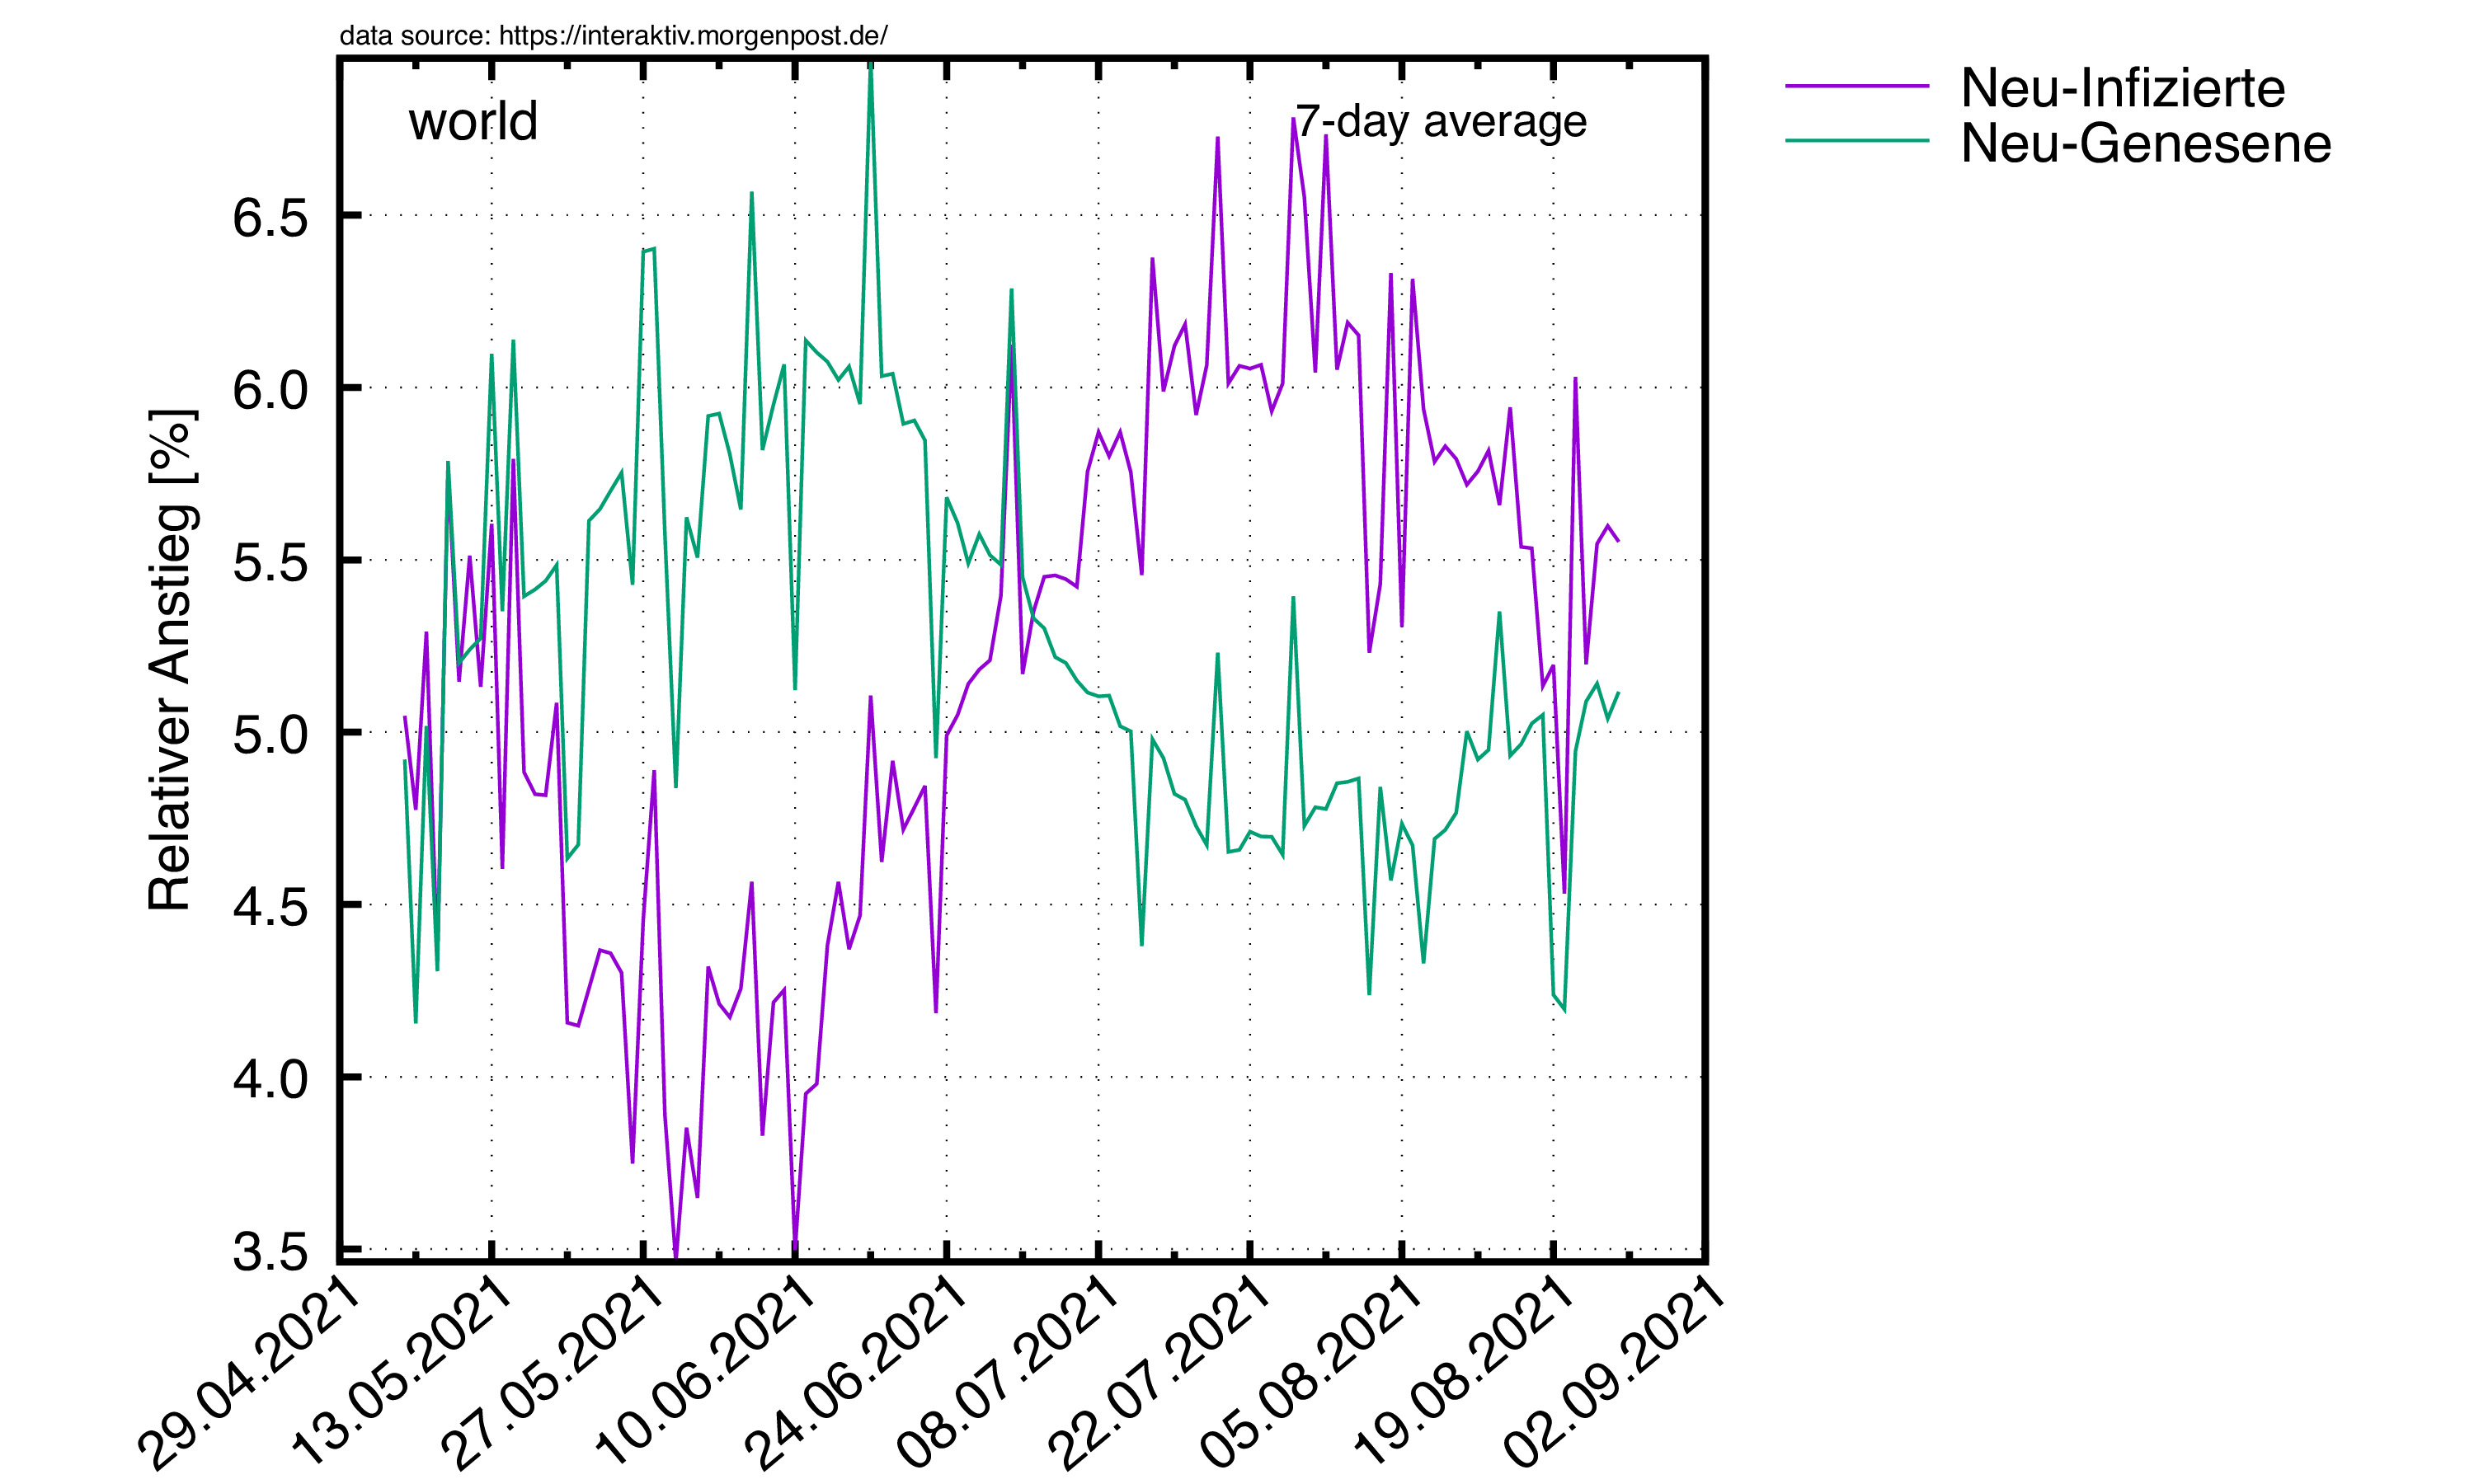 data source: https://interaktiv.morgenpost.de/
world
7-day average
Neu-Infizierte
Neu-Genesene
Relativer Anstieg [%]
6.5
6.0
5.5
5.0
4.5
4.0
3.5
29.04.2021
13.05.2021
27.05.2021
10.06.2021
24.06.2021
08.07.2021
22.07.2021
05.08.2021
19.08.2021
02.09.2021